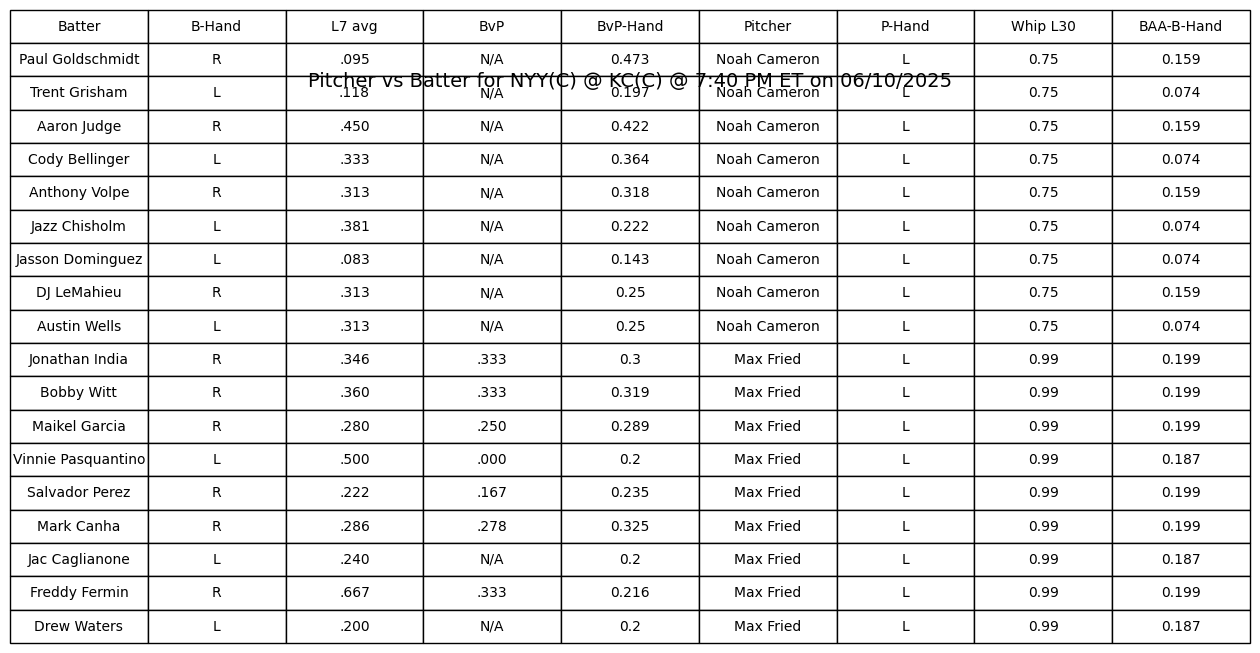 Batter B-Hand L7 avg BvP BvP-Hand Pitcher P-Hand Whip L30 BAA-B-Hand
Paul Goldschmidt R .095 N/A 0.473 Noah Cameron L 0.75 0.159
Pitcher vs Batter for NYY(C) @ KC(C) @ 7:40 PM ET on 06/10/2025
Trent Grisham L .118 N/A 0.197 Noah Cameron L 0.75 0.074
Aaron Judge R .450 N/A 0.422 Noah Cameron L 0.75 0.159
Cody Bellinger L .333 N/A 0.364 Noah Cameron L 0.75 0.074
Anthony Volpe R .313 N/A 0.318 Noah Cameron L 0.75 0.159
Jazz Chisholm L .381 N/A 0.222 Noah Cameron L 0.75 0.074
Jasson Dominguez L .083 N/A 0.143 Noah Cameron L 0.75 0.074
DJ LeMahieu R .313 N/A 0.25 Noah Cameron L 0.75 0.159
Austin Wells L .313 N/A 0.25 Noah Cameron L 0.75 0.074
Jonathan India R .346 .333 0.3 Max Fried L 0.99 0.199
Bobby Witt R .360 .333 0.319 Max Fried L 0.99 0.199
Maikel Garcia R .280 .250 0.289 Max Fried L 0.99 0.199
Vinnie Pasquantino L .500 .000 0.2 Max Fried L 0.99 0.187
Salvador Perez R .222 .167 0.235 Max Fried L 0.99 0.199
Mark Canha R .286 .278 0.325 Max Fried L 0.99 0.199
Jac Caglianone L .240 N/A 0.2 Max Fried L 0.99 0.187
Freddy Fermin R .667 .333 0.216 Max Fried L 0.99 0.199
Drew Waters L .200 N/A 0.2 Max Fried L 0.99 0.187